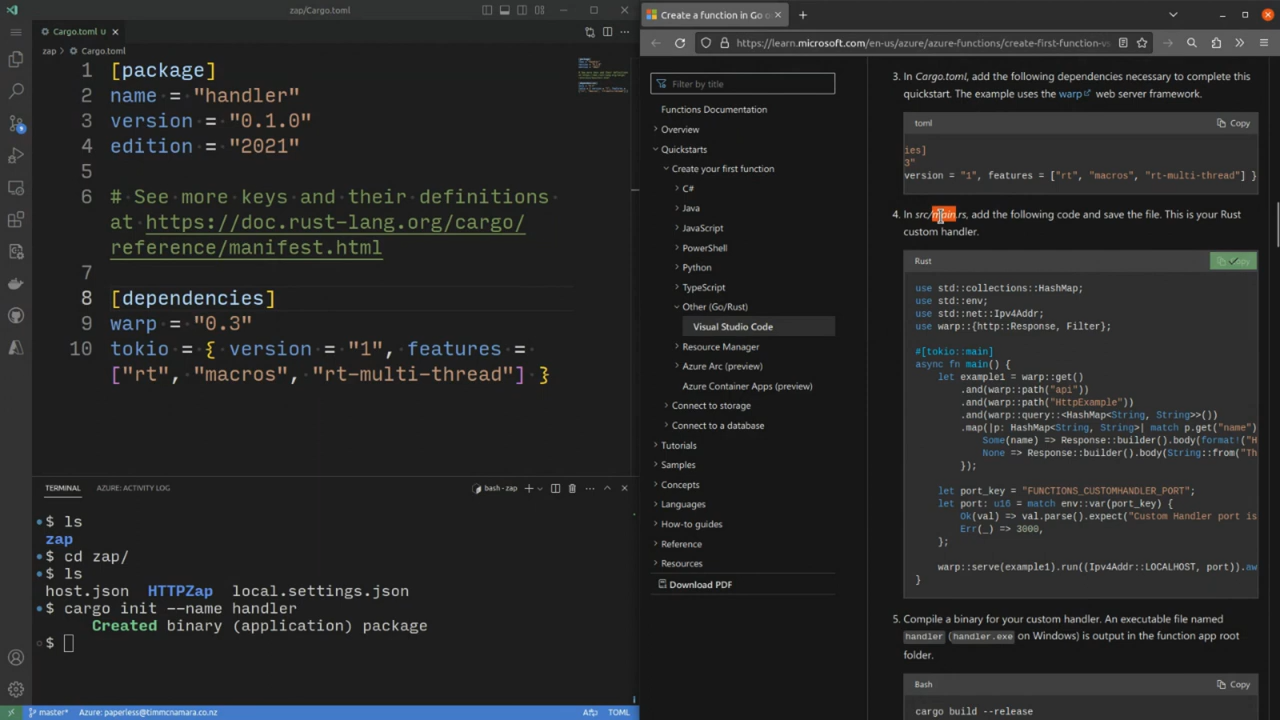 zap/Cargo.toml
Cargo.toml U
zap > Cargo.toml
1 [package]
2 name = "handler"
3 version = "0.1.0"
4 edition = "2021"
5
6 # See more keys and their definitions
at https://doc.rust-lang.org/cargo/
reference/manifest.html
7
8 [dependencies]
9 warp = "0.3"
10 tokio = { version = "1", features =
["rt", "macros", "rt-multi-thread"] }
TERMINAL AZURE: ACTIVITY LOG
bash - zap
$ ls
zap
$ cd zap/
$ ls
host.json HTTPZap local.settings.json
$ cargo init --name handler
Created binary (application) package
$
master* Azure: paperless@timmcnamara.co.nz TOML
Create a function in Go o
https://learn.microsoft.com/en-us/azure/azure-functions/create-first-function-vs
Filter by title
Functions Documentation
Overview
Quickstarts
Create your first function
C#
Java
JavaScript
PowerShell
Python
TypeScript
Other (Go/Rust)
Visual Studio Code
Resource Manager
Azure Arc (preview)
Azure Container Apps (preview)
Connect to storage
Connect to a database
Tutorials
Samples
Concepts
Languages
How-to guides
Reference
Resources
Download PDF
3. In Cargo.toml, add the following dependencies necessary to complete this
quickstart. The example uses the warp web server framework.
toml Copy
ies]
3"
version = "1", features = ["rt", "macros", "rt-multi-thread"] }
4. In src/main.rs, add the following code and save the file. This is your Rust
custom handler.
Rust Copy
use std::collections::HashMap;
use std::env;
use std::net::Ipv4Addr;
use warp::{http::Response, Filter};
#[tokio::main]
async fn main() {
let example1 = warp::get()
.and(warp::path("api"))
.and(warp::path("HttpExample"))
.and(warp::query::<HashMap<String, String>>())
.map(|p: HashMap<String, String>| match p.get("name")
Some(name) => Response::builder().body(format!("H
None => Response::builder().body(String::from("Th
});
let port_key = "FUNCTIONS_CUSTOMHANDLER_PORT";
let port: u16 = match env::var(port_key) {
Ok(val) => val.parse().expect("Custom Handler port is
Err(_) => 3000,
};
warp::serve(example1).run((Ipv4Addr::LOCALHOST, port)).aw
}
5. Compile a binary for your custom handler. An executable file named
handler (handler.exe on Windows) is output in the function app root
folder.
Bash Copy
cargo build --release